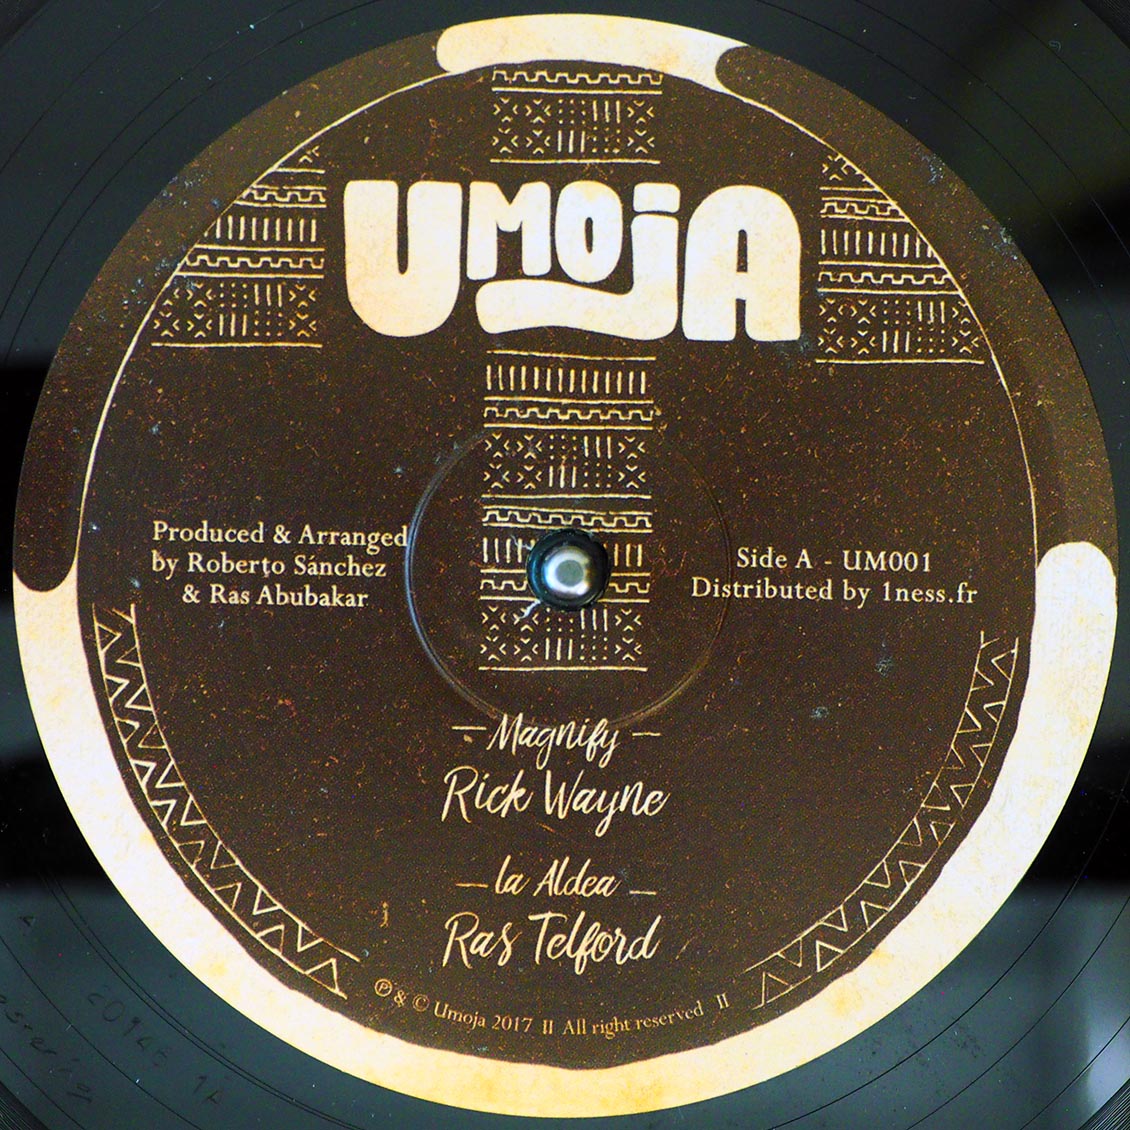 UMOJA
Produced & Arranged
by Roberto Sánchez
& Ras Abubakar
Side A - UM001
Distributed by 1ness.fr
— Magnify —
Rick Wayne
— la Aldea —
Ras Telford
℗ & © Umoja 2017 II All right reserved II